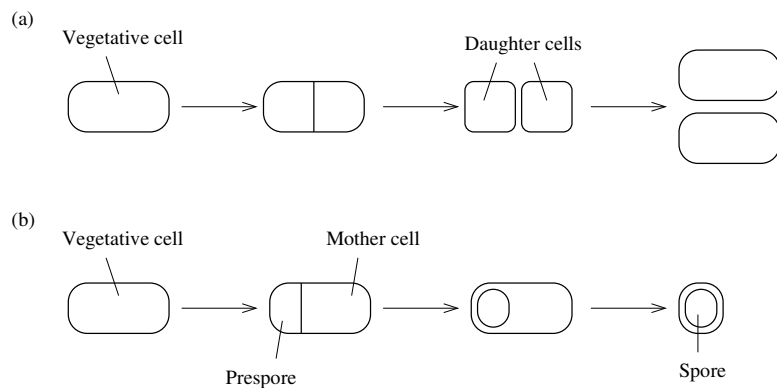 (a)
Vegetative cell
Daughter cells
(b)
Vegetative cell
Mother cell
Prespore
Spore